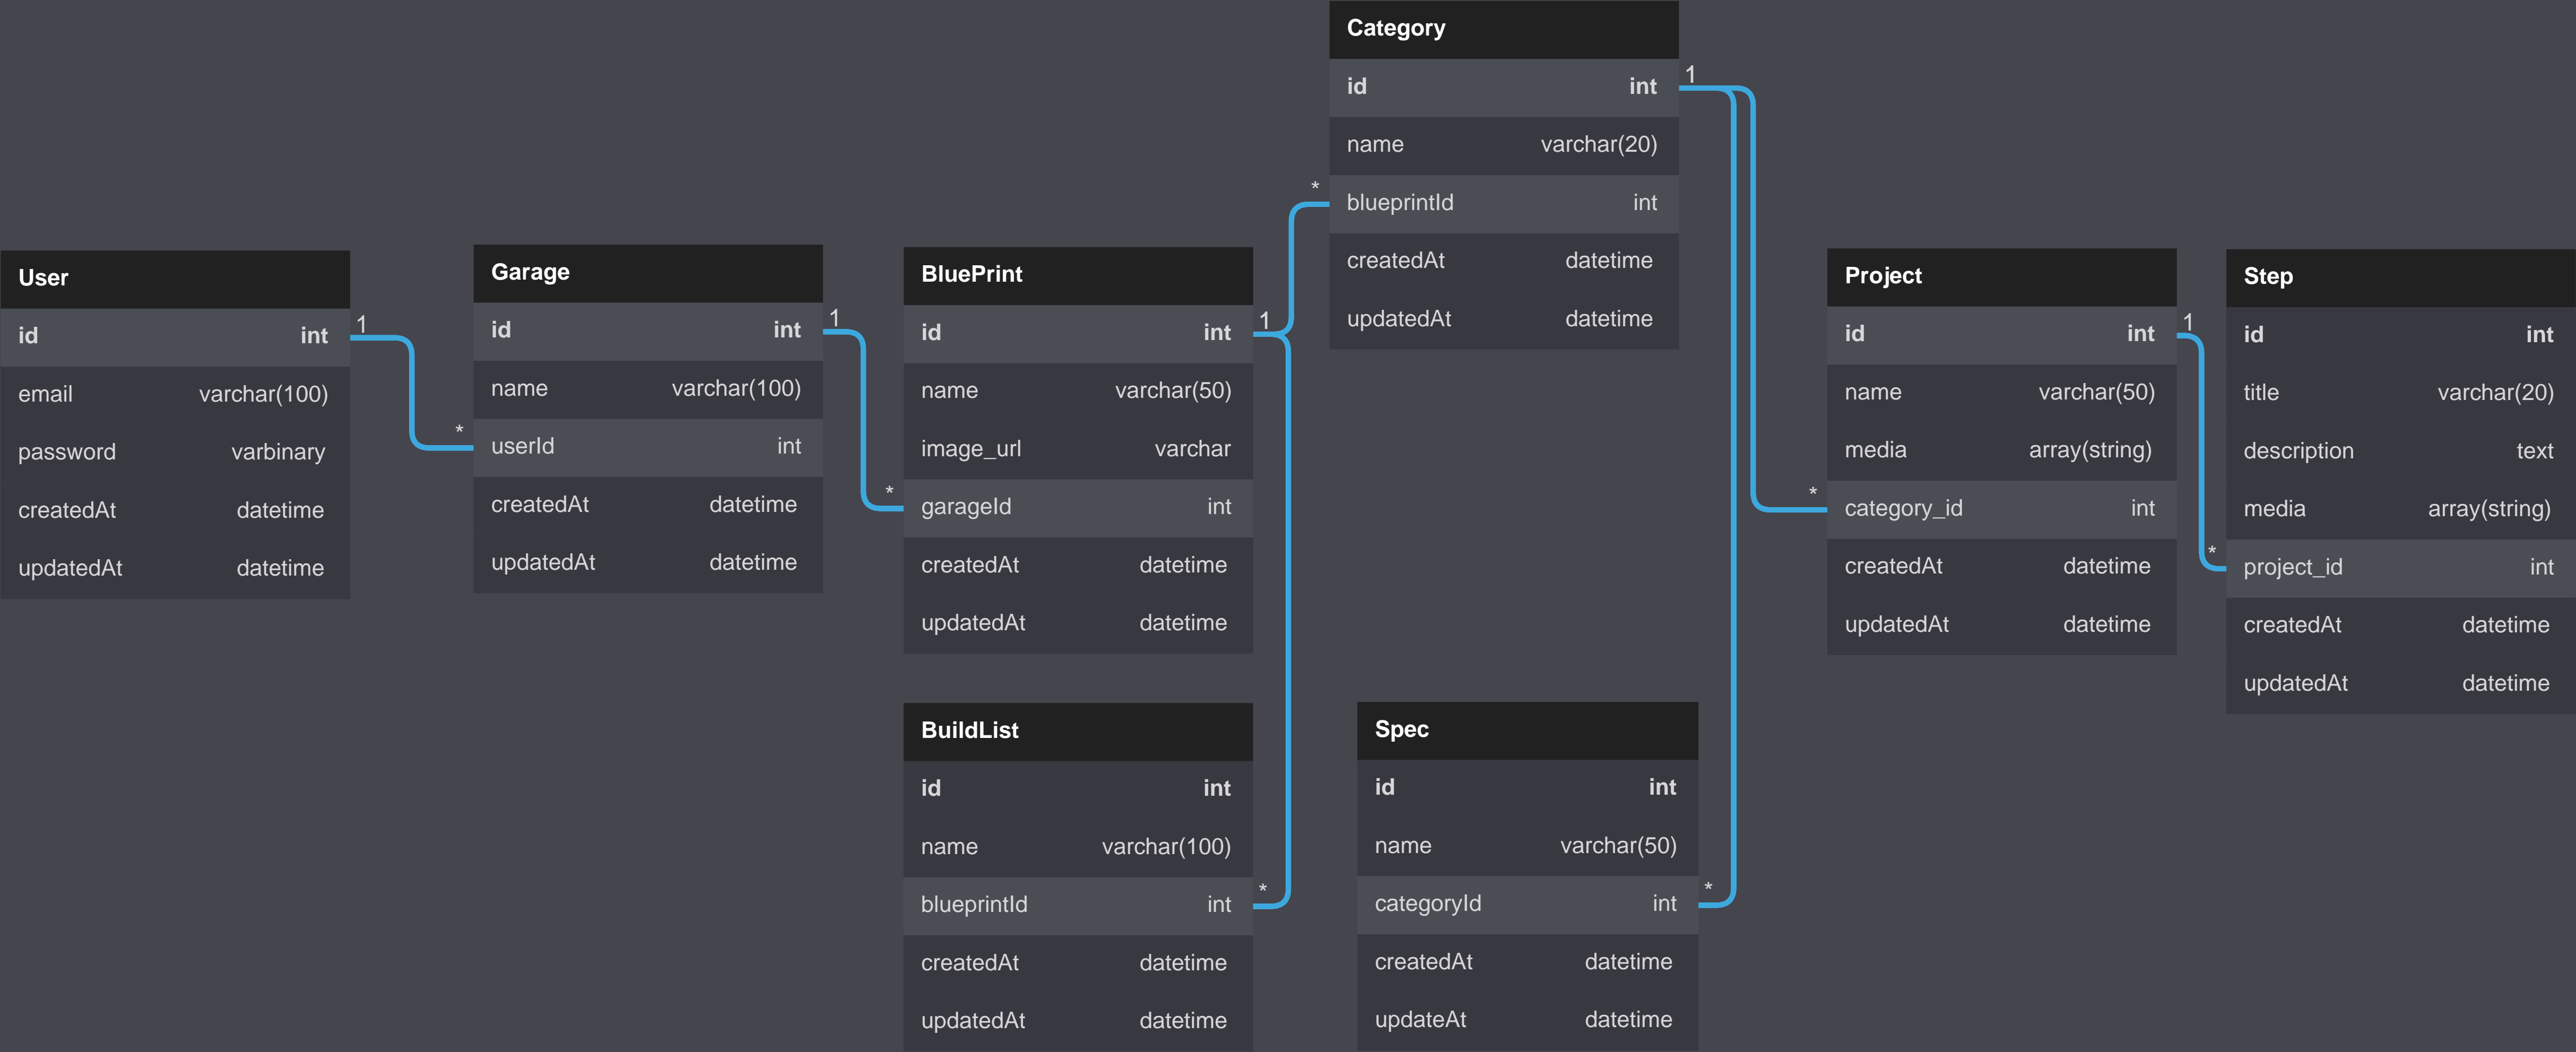 User
id int
email varchar(100)
password varbinary
createdAt datetime
updatedAt datetime
1
*
Garage
id int
name varchar(100)
userId int
createdAt datetime
updatedAt datetime
1
*
BluePrint
id int
name varchar(50)
image_url varchar
garageId int
createdAt datetime
updatedAt datetime
1
*
*
BuildList
id int
name varchar(100)
blueprintId int
createdAt datetime
updatedAt datetime
Category
id int
name varchar(20)
blueprintId int
createdAt datetime
updatedAt datetime
1
*
*
Spec
id int
name varchar(50)
categoryId int
createdAt datetime
updateAt datetime
Project
id int
name varchar(50)
media array(string)
category_id int
createdAt datetime
updatedAt datetime
1
*
Step
id int
title varchar(20)
description text
media array(string)
project_id int
createdAt datetime
updatedAt datetime